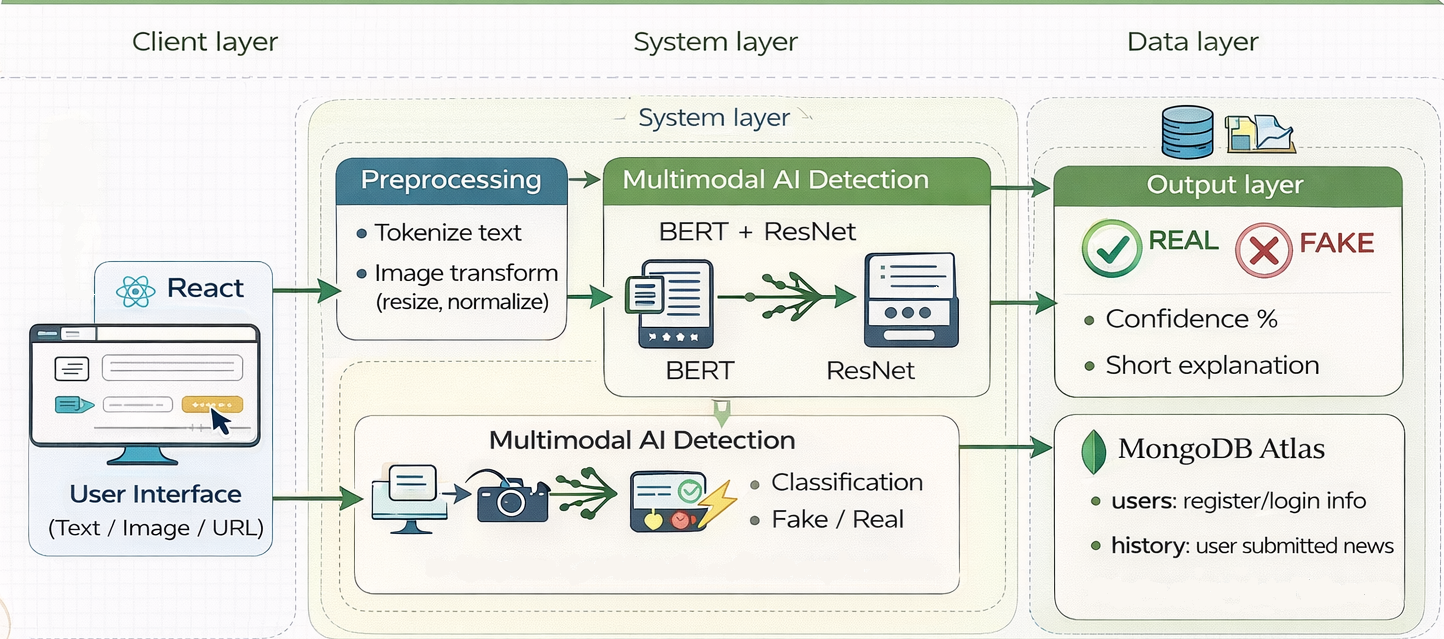 Client layer
System layer
Data layer
System layer
React
User Interface
(Text / Image / URL)
Preprocessing
• Tokenize text
• Image transform
(resize, normalize)
Multimodal AI Detection
BERT + ResNet
BERT
ResNet
Multimodal AI Detection
• Classification
• Fake / Real
Output layer
REAL
FAKE
• Confidence %
• Short explanation
MongoDB Atlas
• users: register/login info
• history: user submitted news